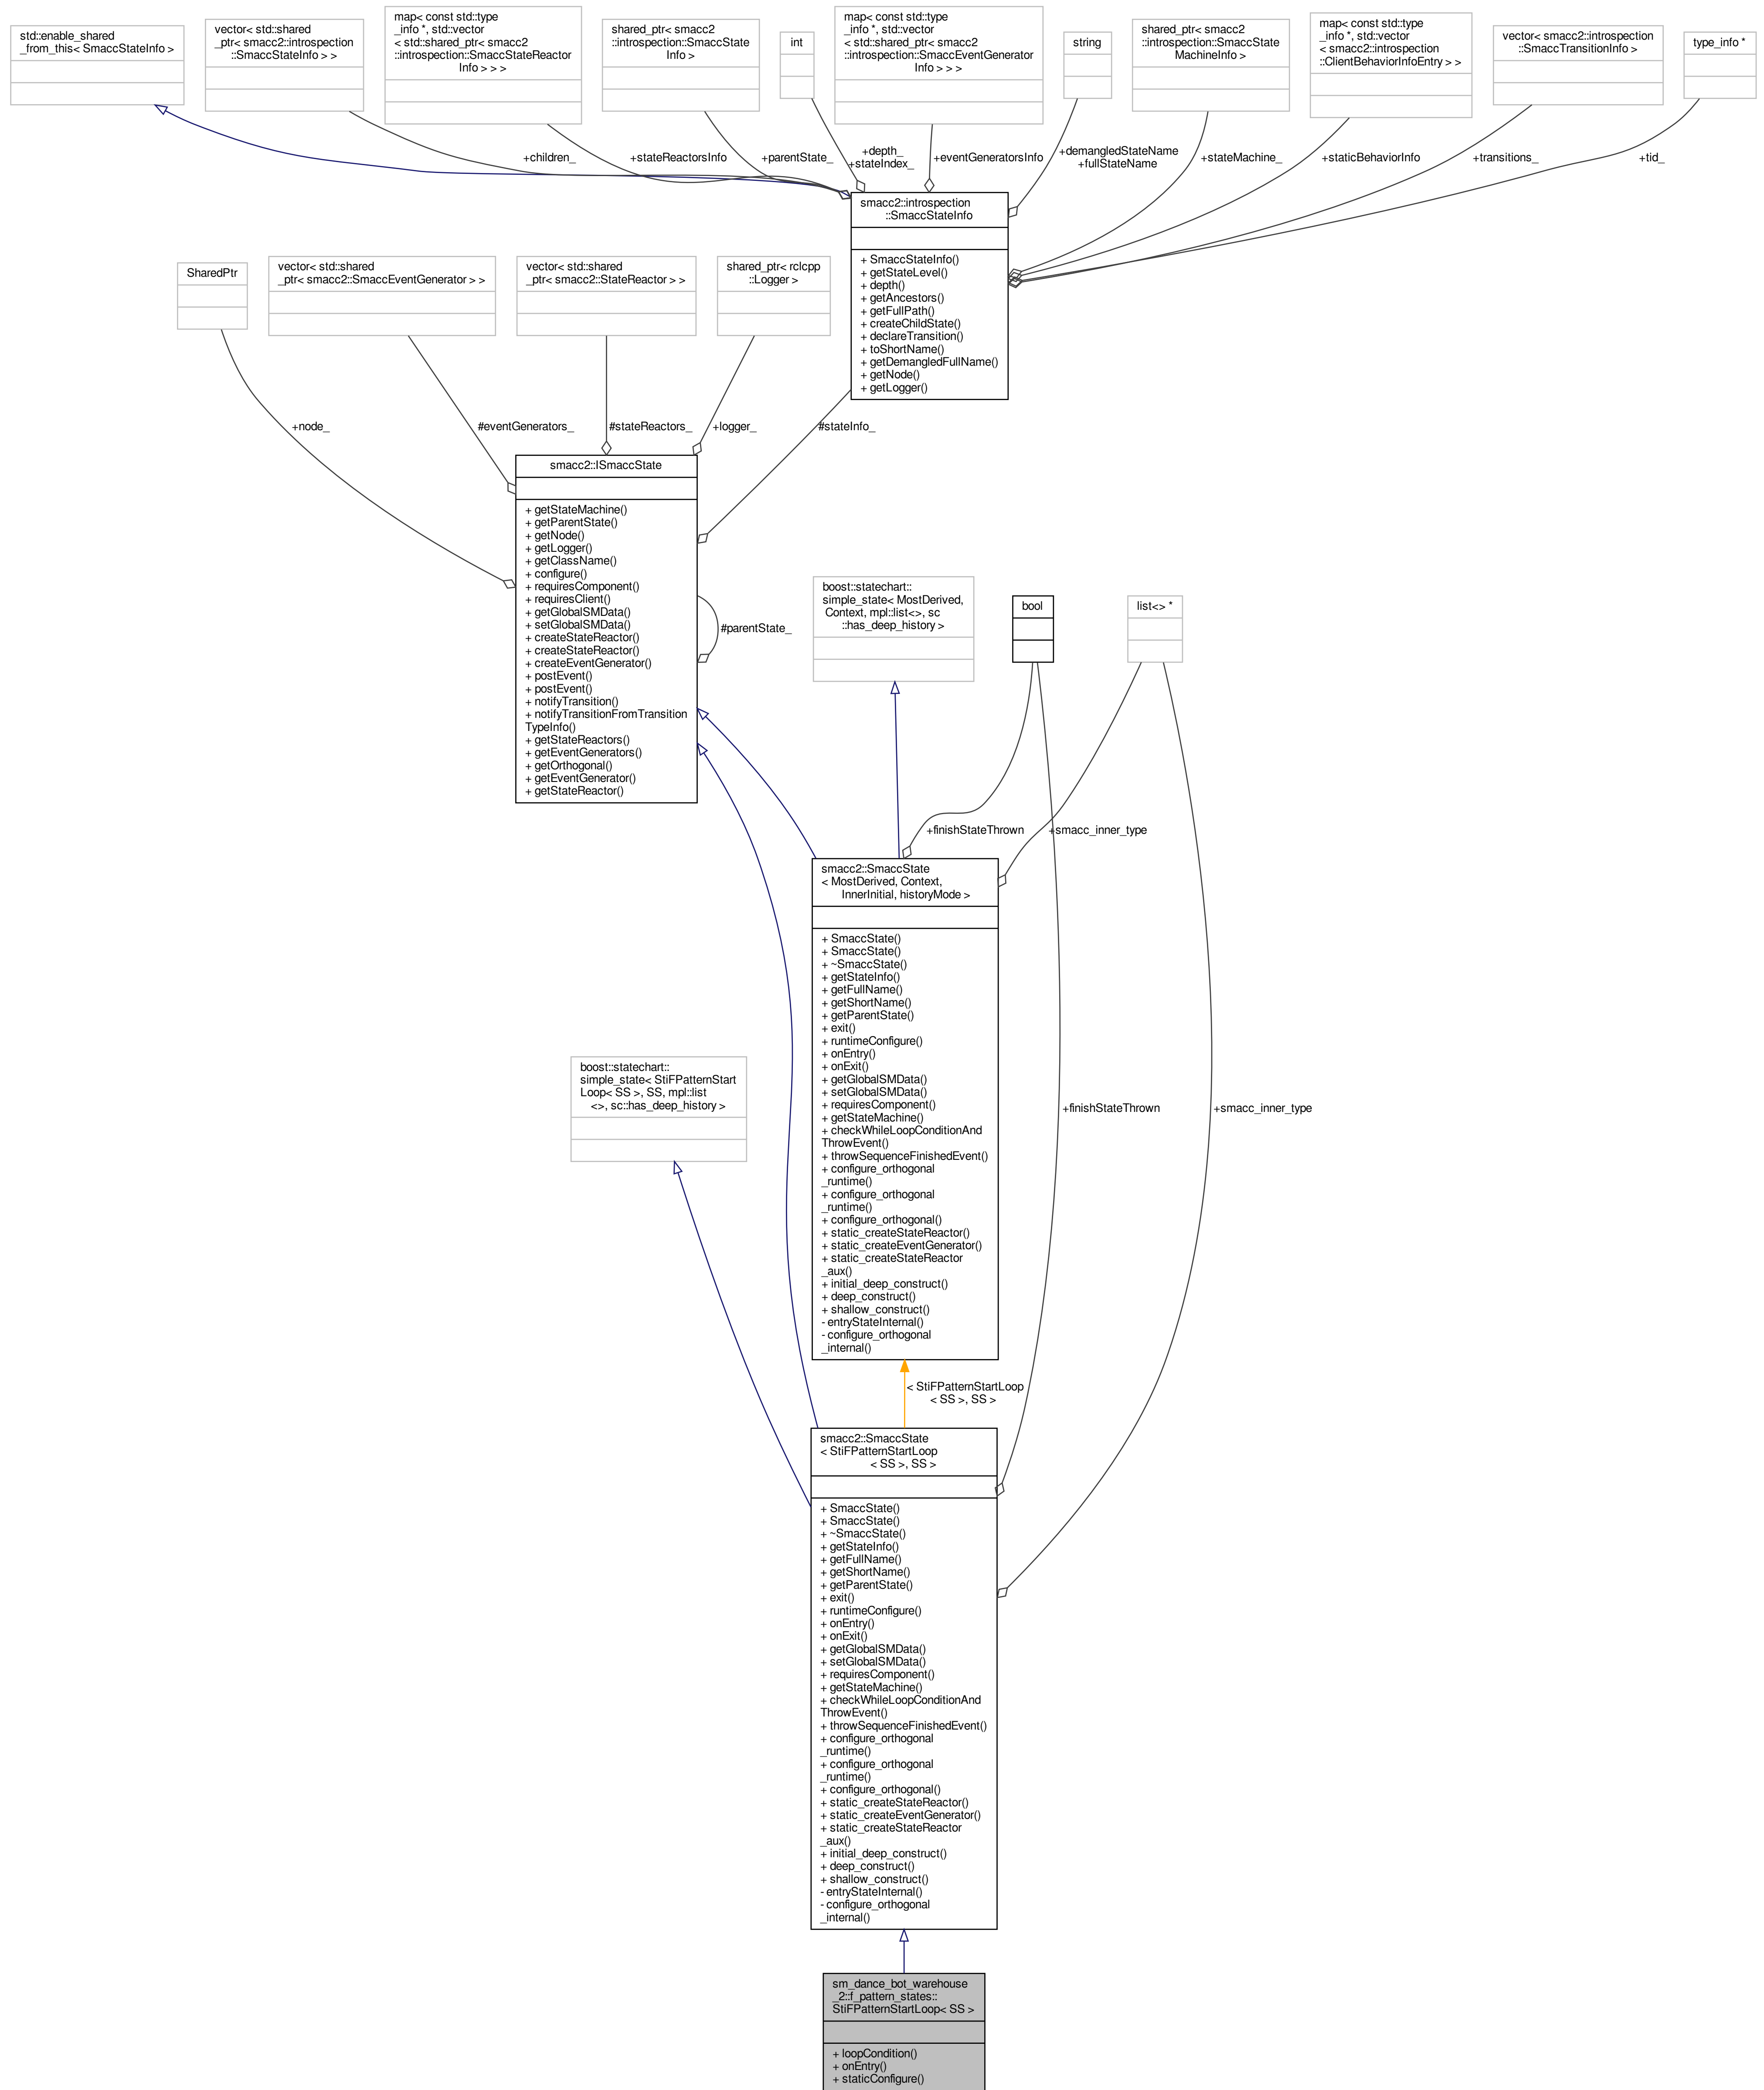 std::enable_shared
_from_this< SmaccStateInfo >
vector< std::shared
_ptr< smacc2::introspection
::SmaccStateInfo > >
map< const std::type
_info *, std::vector
< std::shared_ptr< smacc2
::introspection::SmaccStateReactor
Info > > >
shared_ptr< smacc2
::introspection::SmaccState
Info >
int
map< const std::type
_info *, std::vector
< std::shared_ptr< smacc2
::introspection::SmaccEventGenerator
Info > > >
string
shared_ptr< smacc2
::introspection::SmaccState
MachineInfo >
map< const std::type
_info *, std::vector
< smacc2::introspection
::ClientBehaviorInfoEntry > >
vector< smacc2::introspection
::SmaccTransitionInfo >
type_info *
+children_
+stateReactorsInfo
+parentState_
+depth_
+stateIndex_
+eventGeneratorsInfo
+demangledStateName
+fullStateName
+stateMachine_
+staticBehaviorInfo
+transitions_
+tid_
smacc2::introspection
::SmaccStateInfo
+ SmaccStateInfo()
+ getStateLevel()
+ depth()
+ getAncestors()
+ getFullPath()
+ createChildState()
+ declareTransition()
+ toShortName()
+ getDemangledFullName()
+ getNode()
+ getLogger()
SharedPtr
vector< std::shared
_ptr< smacc2::SmaccEventGenerator > >
vector< std::shared
_ptr< smacc2::StateReactor > >
shared_ptr< rclcpp
::Logger >
+node_
#eventGenerators_
#stateReactors_
+logger_
#stateInfo_
smacc2::ISmaccState
+ getStateMachine()
+ getParentState()
+ getNode()
+ getLogger()
+ getClassName()
+ configure()
+ requiresComponent()
+ requiresClient()
+ getGlobalSMData()
+ setGlobalSMData()
+ createStateReactor()
+ createStateReactor()
+ createEventGenerator()
+ postEvent()
+ postEvent()
+ notifyTransition()
+ notifyTransitionFromTransition
TypeInfo()
+ getStateReactors()
+ getEventGenerators()
+ getOrthogonal()
+ getEventGenerator()
+ getStateReactor()
#parentState_
boost::statechart::
simple_state< MostDerived,
Context, mpl::list<>, sc
::has_deep_history >
bool
list<> *
+finishStateThrown
+smacc_inner_type
smacc2::SmaccState
< MostDerived, Context,
InnerInitial, historyMode >
+ SmaccState()
+ SmaccState()
+ ~SmaccState()
+ getStateInfo()
+ getFullName()
+ getShortName()
+ getParentState()
+ exit()
+ runtimeConfigure()
+ onEntry()
+ onExit()
+ getGlobalSMData()
+ setGlobalSMData()
+ requiresComponent()
+ getStateMachine()
+ checkWhileLoopConditionAnd
ThrowEvent()
+ throwSequenceFinishedEvent()
+ configure_orthogonal
_runtime()
+ configure_orthogonal
_runtime()
+ configure_orthogonal()
+ static_createStateReactor()
+ static_createEventGenerator()
+ static_createStateReactor
_aux()
+ initial_deep_construct()
+ deep_construct()
+ shallow_construct()
- entryStateInternal()
- configure_orthogonal
_internal()
boost::statechart::
simple_state< StiFPatternStart
Loop< SS >, SS, mpl::list
<>, sc::has_deep_history >
+finishStateThrown
+smacc_inner_type
< StiFPatternStartLoop
< SS >, SS >
smacc2::SmaccState
< StiFPatternStartLoop
< SS >, SS >
+ SmaccState()
+ SmaccState()
+ ~SmaccState()
+ getStateInfo()
+ getFullName()
+ getShortName()
+ getParentState()
+ exit()
+ runtimeConfigure()
+ onEntry()
+ onExit()
+ getGlobalSMData()
+ setGlobalSMData()
+ requiresComponent()
+ getStateMachine()
+ checkWhileLoopConditionAnd
ThrowEvent()
+ throwSequenceFinishedEvent()
+ configure_orthogonal
_runtime()
+ configure_orthogonal
_runtime()
+ configure_orthogonal()
+ static_createStateReactor()
+ static_createEventGenerator()
+ static_createStateReactor
_aux()
+ initial_deep_construct()
+ deep_construct()
+ shallow_construct()
- entryStateInternal()
- configure_orthogonal
_internal()
sm_dance_bot_warehouse
_2::f_pattern_states::
StiFPatternStartLoop< SS >
+ loopCondition()
+ onEntry()
+ staticConfigure()